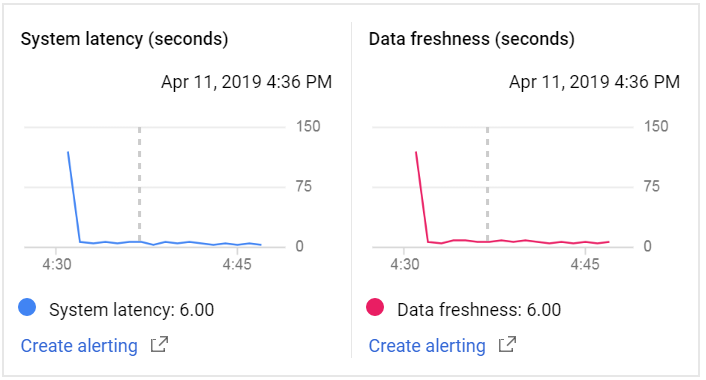 System latency (seconds)
Apr 11, 2019 4:36 PM
150
75
0
4:30
4:45
System latency: 6.00
Create alerting
Data freshness (seconds)
Apr 11, 2019 4:36 PM
150
75
0
4:30
4:45
Data freshness: 6.00
Create alerting